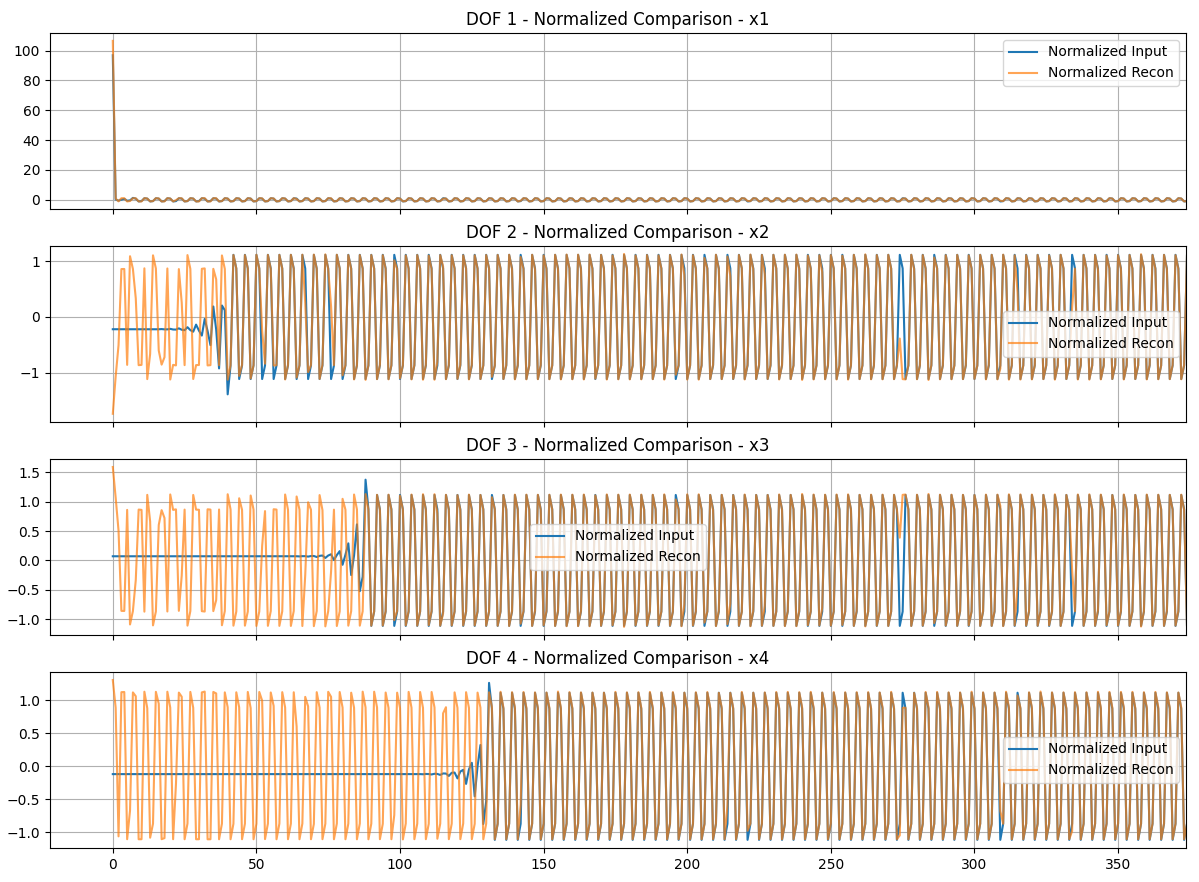 DOF 1 - Normalized Comparison - x1
100
80
60
40
20
0
Normalized Input
Normalized Recon
DOF 2 - Normalized Comparison - x2
1
0
−1
Normalized Input
Normalized Recon
DOF 3 - Normalized Comparison - x3
1.5
1.0
0.5
0.0
−0.5
−1.0
Normalized Input
Normalized Recon
DOF 4 - Normalized Comparison - x4
1.0
0.5
0.0
−0.5
−1.0
Normalized Input
Normalized Recon
0 50 100 150 200 250 300 350